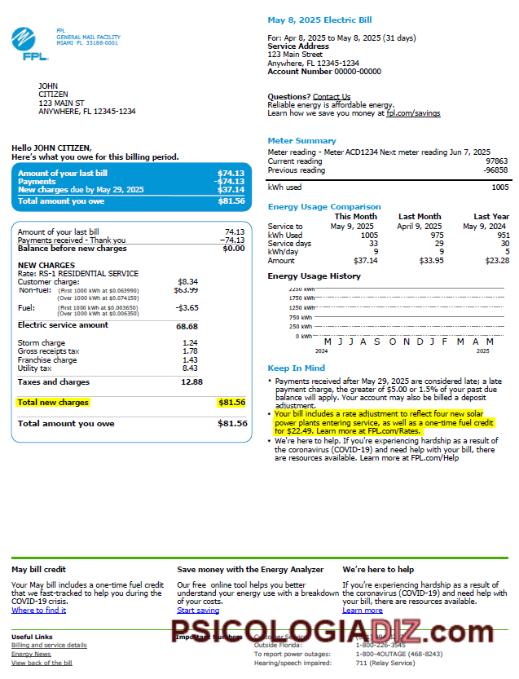 FPL
GENERAL MAIL FACILITY
MIAMI FL 33188-0001
FPL.
JOHN
CITIZEN
123 MAIN ST
ANYWHERE, FL 12345-1234
Hello JOHN CITIZEN,
Here's what you owe for this billing period.
Amount of your last bill $74.13
Payments -$74.13
New charges due by May 29, 2025 $37.14
Total amount you owe $81.56
Amount of your last bill 74.13
Payments received - Thank you -74.13
Balance before new charges $0.00
NEW CHARGES
Rate: RS-1 RESIDENTIAL SERVICE
Customer charge: $8.34
Non-fuel: (First 1000 kWh at $0.063990) $63.99
(Over 1000 kWh at $0.074150)
Fuel: (First 1000 kWh at $0.003650) -$3.65
(Over 1000 kWh at $0.006350)
Electric service amount 68.68
Storm charge 1.24
Gross receipts tax 1.78
Franchise charge 1.43
Utility tax 8.43
Taxes and charges 12.88
Total new charges $81.56
Total amount you owe $81.56
May 8, 2025 Electric Bill
For: Apr 8, 2025 to May 8, 2025 (31 days)
Service Address
123 Main Street
Anywhere, FL 12345-1234
Account Number 00000-00000
Questions? Contact Us
Reliable energy is affordable energy.
Learn how we save you money at fpl.com/savings
Meter Summary
Meter reading - Meter ACD1234 Next meter reading Jun 7, 2025
Current reading 97863
Previous reading -96858
kWh used 1005
Energy Usage Comparison
This Month Last Month Last Year
Service to May 9, 2025 April 9, 2025 May 9, 2024
kWh Used 1005 975 951
Service days 33 29 30
kWh/day 9 9 5
Amount $37.14 $33.95 $23.28
Energy Usage History
2250 kWh
1750 kWh
1250 kWh
750 kWh
250 kWh
0 kWh
M J J A S O N D J F M A M
2024 2025
Keep In Mind
• Payments received after May 29, 2025 are considered late; a late
payment charge, the greater of $5.00 or 1.5% of your past due
balance will apply. Your account may also be billed a deposit
adjustment.
• Your bill includes a rate adjustment to reflect four new solar
power plants entering service, as well as a one-time fuel credit
for $22.49. Learn more at FPL.com/Rates.
• We're here to help. If you're experiencing hardship as a result of
the coronavirus (COVID-19) and need help with your bill, there
are resources available. Learn more at FPL.com/Help
May bill credit
Your May bill includes a one-time fuel credit
that we fast-tracked to help you during the
COVID-19 crisis.
Where to find it
Save money with the Energy Analyzer
Our free online tool helps you better
understand your energy use with a breakdown
of your costs.
Start saving
We're here to help
If you're experiencing hardship as a result of
the coronavirus (COVID-19) and need help with
your bill, there are resources available.
Learn more
Useful Links
Billing and service details
Energy News
View back of the bill
Important Numbers
Customer Service:
Outside Florida: 1-800-226-3545
To report power outages: 1-800-4OUTAGE (468-8243)
Hearing/speech impaired: 711 (Relay Service)
PSICOLOGIADIZ.com